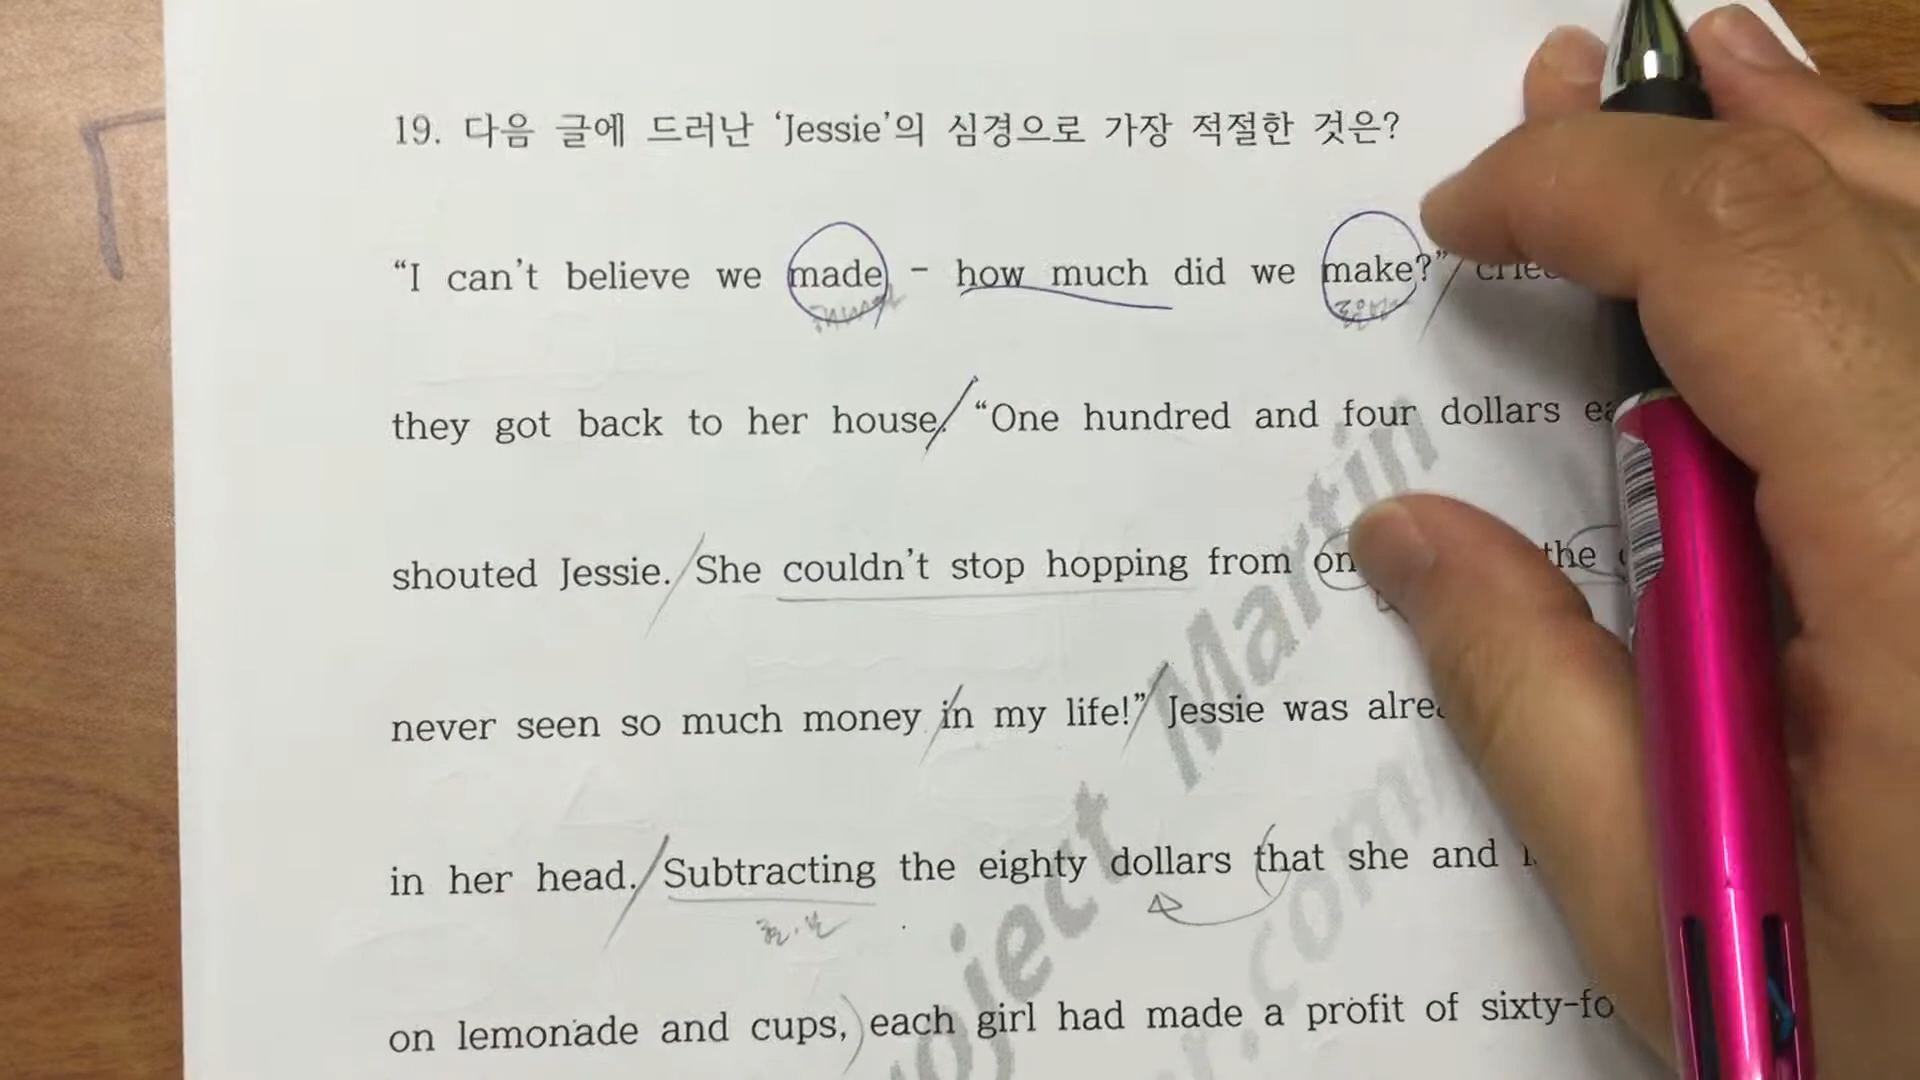 19. 다음 글에 드러난 ‘Jessie’의 심경으로 가장 적절한 것은?
“I can’t believe we made - how much did we make?”
they got back to her house. “One hundred and four dollars
shouted Jessie. She couldn’t stop hopping from the
never seen so much money in my life!” Jessie was
in her head. Subtracting the eighty dollars that she and
on lemonade and cups, each girl had made a profit of
Project Martin